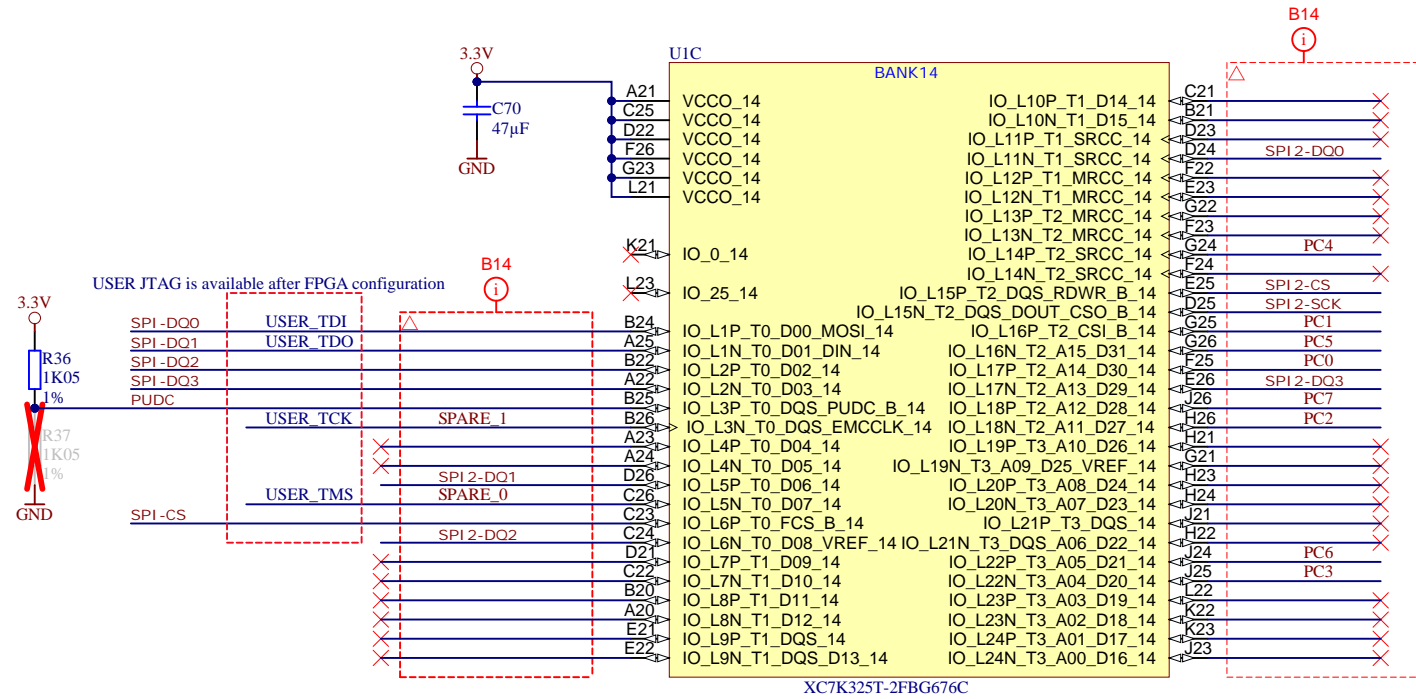 B14
i
3.3V
C70
47µF
GND
U1C
BANK14
A21 VCCO_14
C25 VCCO_14
D22 VCCO_14
F26 VCCO_14
G23 VCCO_14
L21 VCCO_14
K21 IO_0_14
L23 IO_25_14
B14
i
USER JTAG is available after FPGA configuration
3.3V
R36
1K05
1%
R37
1K05
1%
GND
SPI-DQ0 USER_TDI B24 IO_L1P_T0_D00_MOSI_14
SPI-DQ1 USER_TDO A25 IO_L1N_T0_D01_DIN_14
SPI-DQ2 B22 IO_L2P_T0_D02_14
SPI-DQ3 A22 IO_L2N_T0_D03_14
PUDC B25 IO_L3P_T0_DQS_PUDC_B_14
USER_TCK SPARE_1 B26 IO_L3N_T0_DQS_EMCCLK_14
A23 IO_L4P_T0_D04_14
A24 IO_L4N_T0_D05_14
SPI2-DQ1 D26 IO_L5P_T0_D06_14
USER_TMS SPARE_0 C26 IO_L5N_T0_D07_14
SPI-CS C23 IO_L6P_T0_FCS_B_14
SPI2-DQ2 C24 IO_L6N_T0_D08_VREF_14
D21 IO_L7P_T1_D09_14
C22 IO_L7N_T1_D10_14
B20 IO_L8P_T1_D11_14
A20 IO_L8N_T1_D12_14
E21 IO_L9P_T1_DQS_14
E22 IO_L9N_T1_DQS_D13_14
IO_L10P_T1_D14_14 C21
IO_L10N_T1_D15_14 B21
IO_L11P_T1_SRCC_14 D23
IO_L11N_T1_SRCC_14 D24 SPI2-DQ0
IO_L12P_T1_MRCC_14 F22
IO_L12N_T1_MRCC_14 E23
IO_L13P_T2_MRCC_14 G22
IO_L13N_T2_MRCC_14 F23
IO_L14P_T2_SRCC_14 G24 PC4
IO_L14N_T2_SRCC_14 F24
IO_L15P_T2_DQS_RDWR_B_14 E25 SPI2-CS
IO_L15N_T2_DQS_DOUT_CSO_B_14 D25 SPI2-SCK
IO_L16P_T2_CSI_B_14 G25 PC1
IO_L16N_T2_A15_D31_14 G26 PC5
IO_L17P_T2_A14_D30_14 F25 PC0
IO_L17N_T2_A13_D29_14 E26 SPI2-DQ3
IO_L18P_T2_A12_D28_14 J26 PC7
IO_L18N_T2_A11_D27_14 H26 PC2
IO_L19P_T3_A10_D26_14 H21
IO_L19N_T3_A09_D25_VREF_14 G21
IO_L20P_T3_A08_D24_14 H23
IO_L20N_T3_A07_D23_14 H24
IO_L21P_T3_DQS_14 J21
IO_L21N_T3_DQS_A06_D22_14 H22
IO_L22P_T3_A05_D21_14 J24 PC6
IO_L22N_T3_A04_D20_14 J25 PC3
IO_L23P_T3_A03_D19_14 L22
IO_L23N_T3_A02_D18_14 K22
IO_L24P_T3_A01_D17_14 K23
IO_L24N_T3_A00_D16_14 J23
XC7K325T-2FBG676C